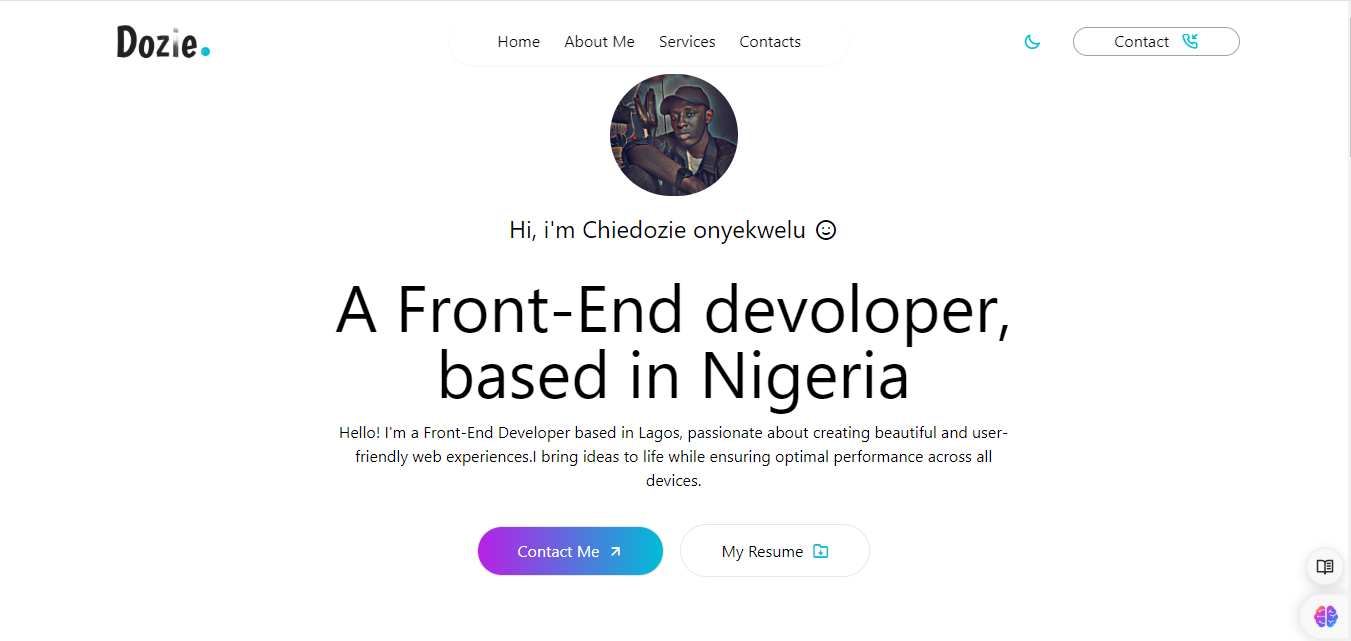 Dozie.
Home About Me Services Contacts
Contact
Hi, i'm Chiedozie onyekwelu
A Front-End devoloper,
based in Nigeria
Hello! I'm a Front-End Developer based in Lagos, passionate about creating beautiful and user-
friendly web experiences.I bring ideas to life while ensuring optimal performance across all
devices.
Contact Me
My Resume